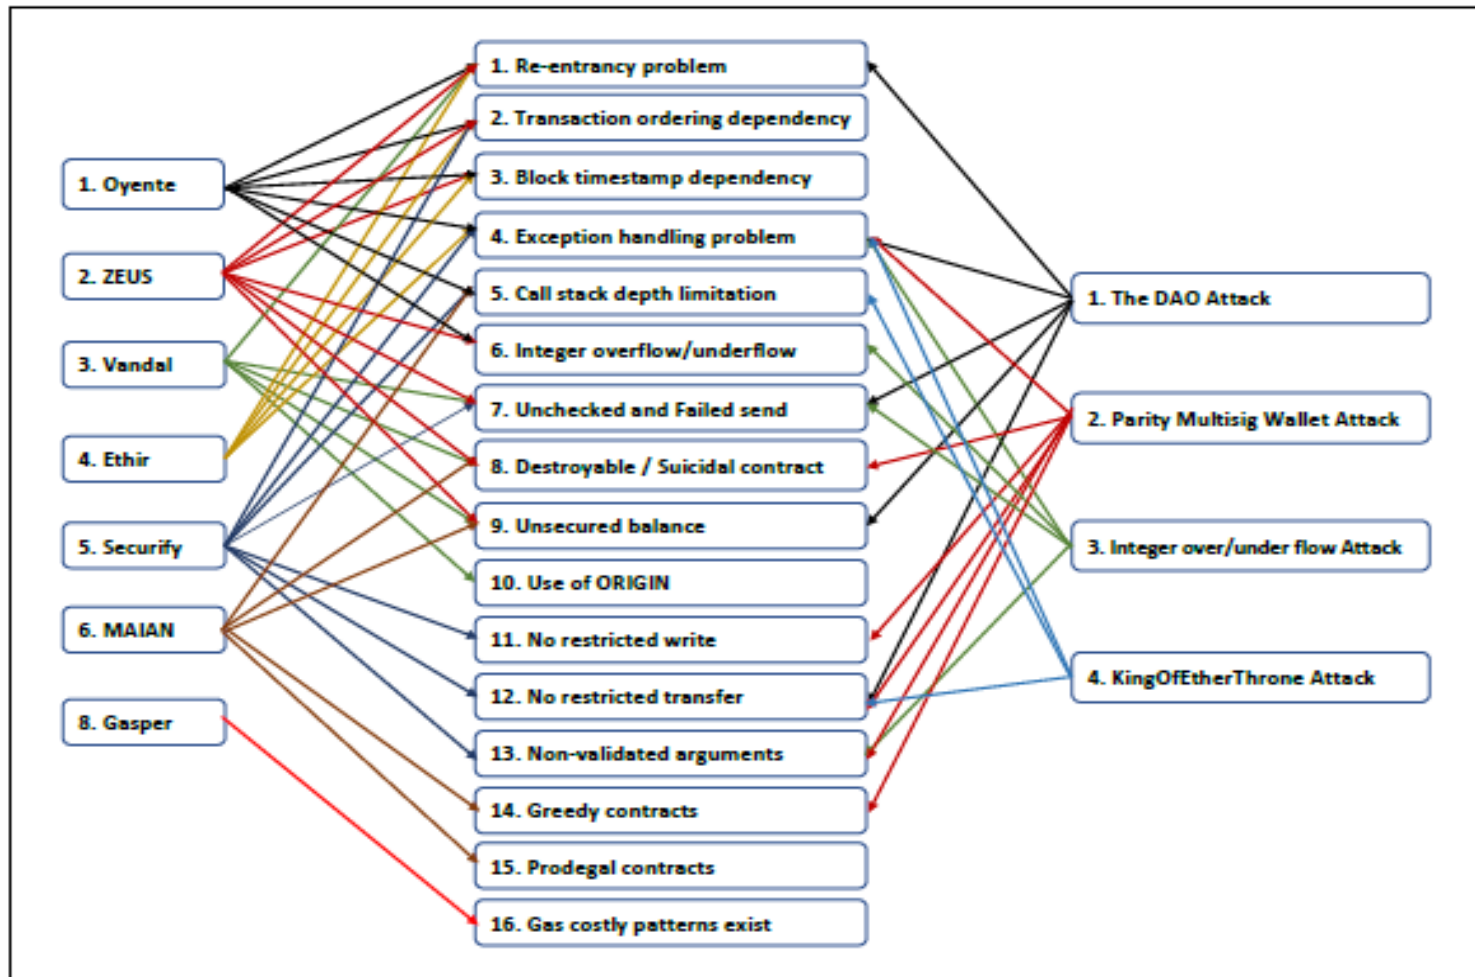 1. Oyente
2. ZEUS
3. Vandal
4. Ethir
5. Securify
6. MAIAN
8. Gasper
1. Re-entrancy problem
2. Transaction ordering dependency
3. Block timestamp dependency
4. Exception handling problem
5. Call stack depth limitation
6. Integer overflow/underflow
7. Unchecked and Failed send
8. Destroyable / Suicidal contract
9. Unsecured balance
10. Use of ORIGIN
11. No restricted write
12. No restricted transfer
13. Non-validated arguments
14. Greedy contracts
15. Prodegal contracts
16. Gas costly patterns exist
1. The DAO Attack
2. Parity Multisig Wallet Attack
3. Integer over/under flow Attack
4. KingOfEtherThrone Attack